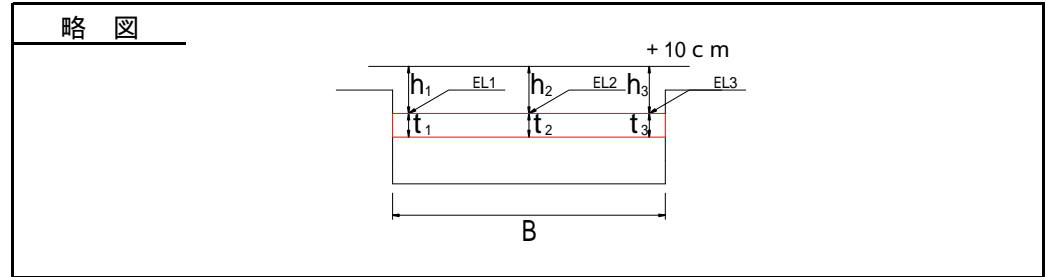 略 図
+10 c m
h1 EL1 h2 EL2 h3 EL3
t1 t2 t3
B